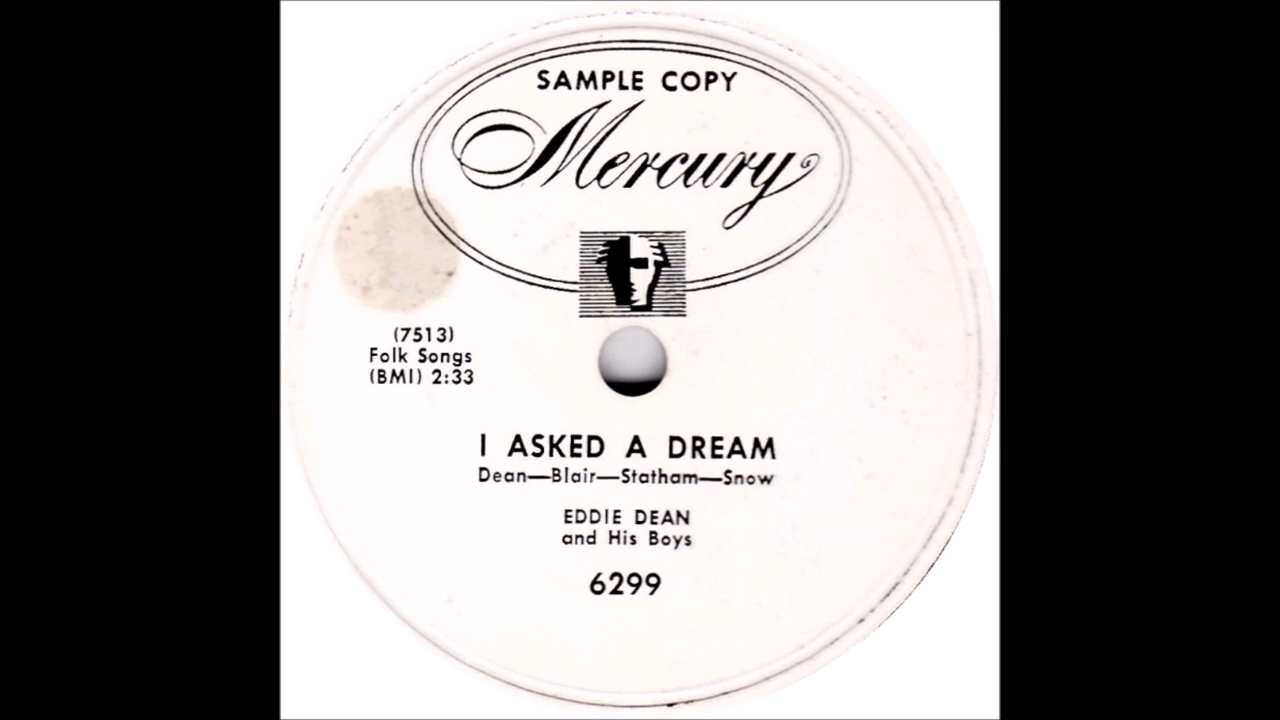 SAMPLE COPY
Mercury
(7513)
Folk Songs
(BMI) 2:33
I ASKED A DREAM
Dean—Blair—Statham—Snow
EDDIE DEAN
and His Boys
6299